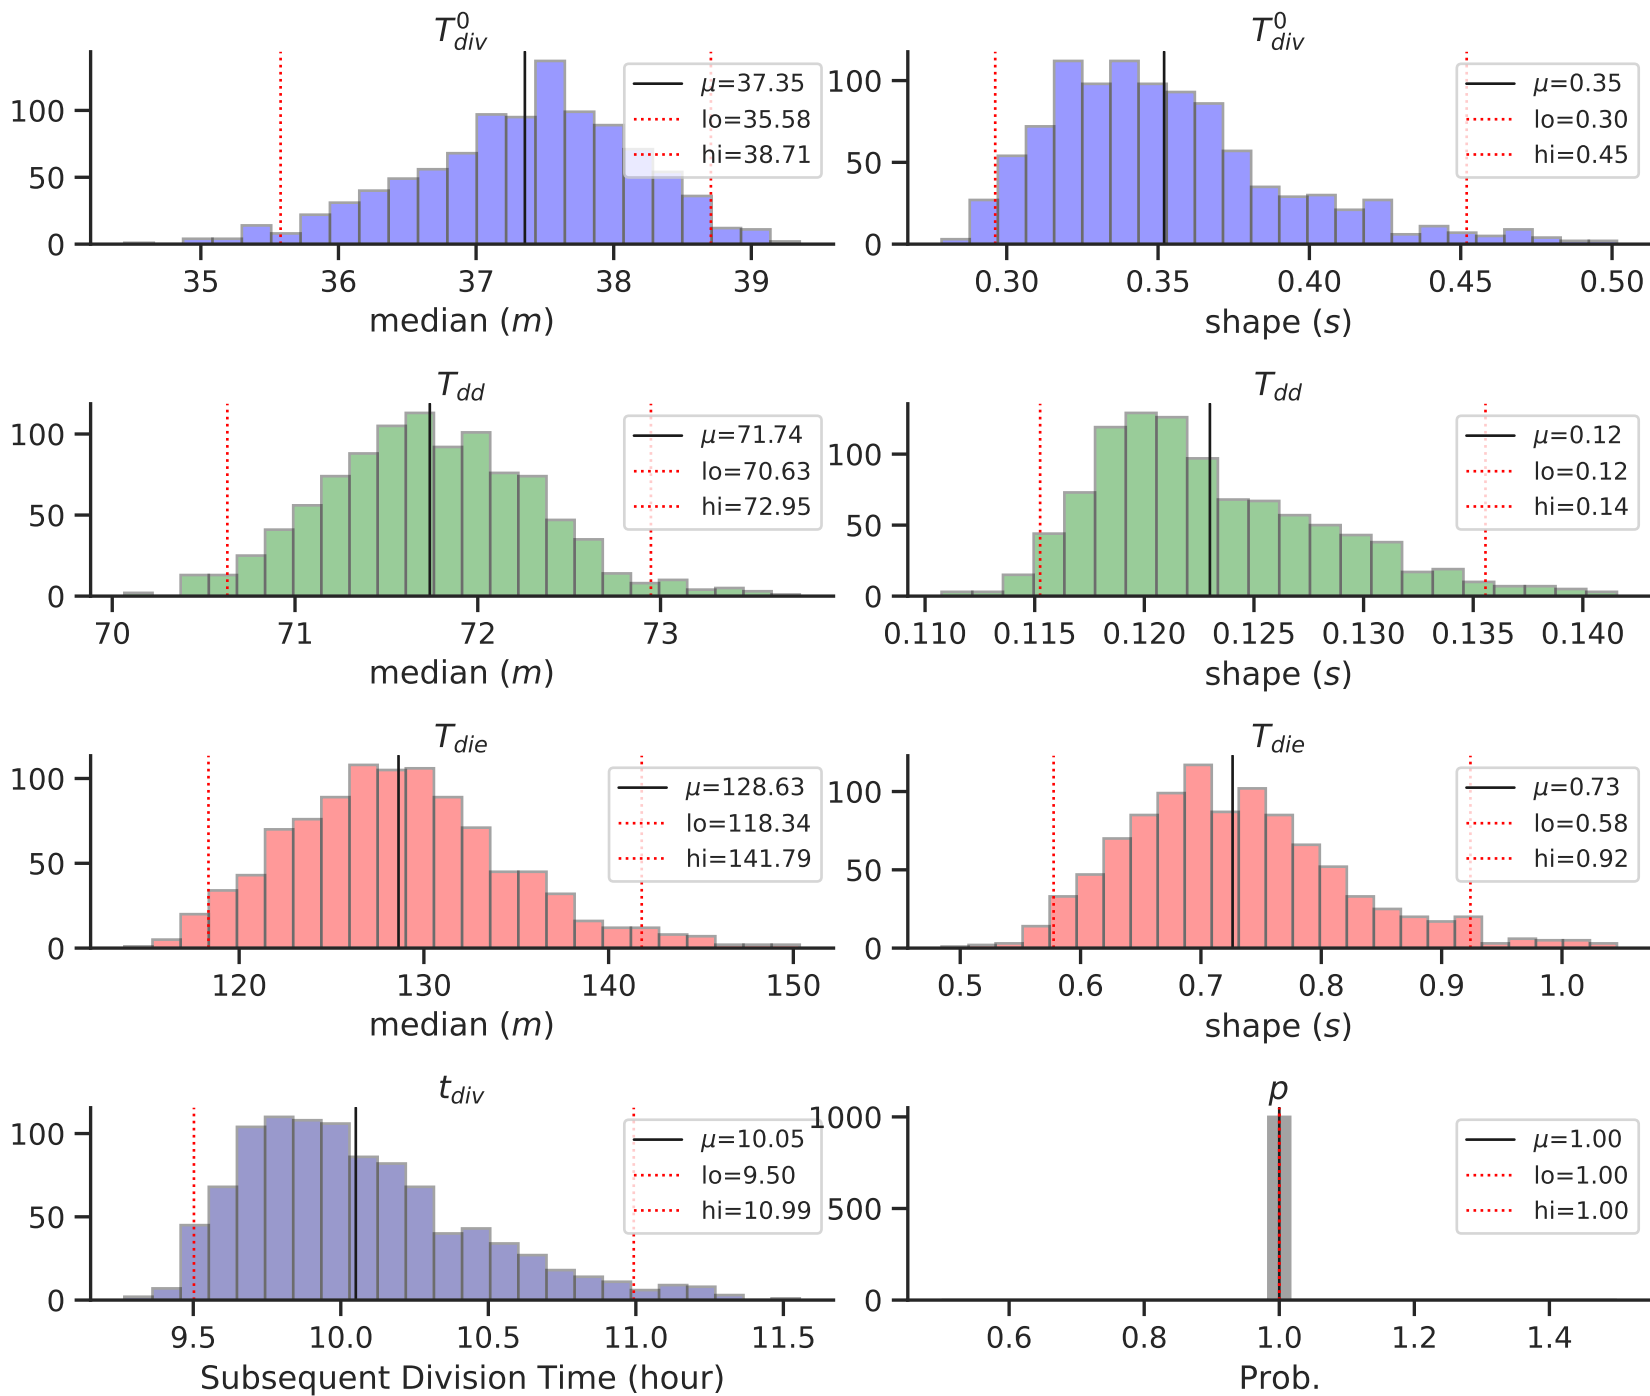 T⁰div
100
50
0
35 36 37 38 39
median (m)
μ=37.35
lo=35.58
hi=38.71
T⁰div
100
50
0
0.30 0.35 0.40 0.45 0.50
shape (s)
μ=0.35
lo=0.30
hi=0.45
Tdd
100
50
0
70 71 72 73
median (m)
μ=71.74
lo=70.63
hi=72.95
Tdd
100
50
0
0.110 0.115 0.120 0.125 0.130 0.135 0.140
shape (s)
μ=0.12
lo=0.12
hi=0.14
Tdie
100
50
0
120 130 140 150
median (m)
μ=128.63
lo=118.34
hi=141.79
Tdie
100
50
0
0.5 0.6 0.7 0.8 0.9 1.0
shape (s)
μ=0.73
lo=0.58
hi=0.92
tdiv
100
50
0
9.5 10.0 10.5 11.0 11.5
Subsequent Division Time (hour)
μ=10.05
lo=9.50
hi=10.99
p
1000
500
0
0.6 0.8 1.0 1.2 1.4
Prob.
μ=1.00
lo=1.00
hi=1.00